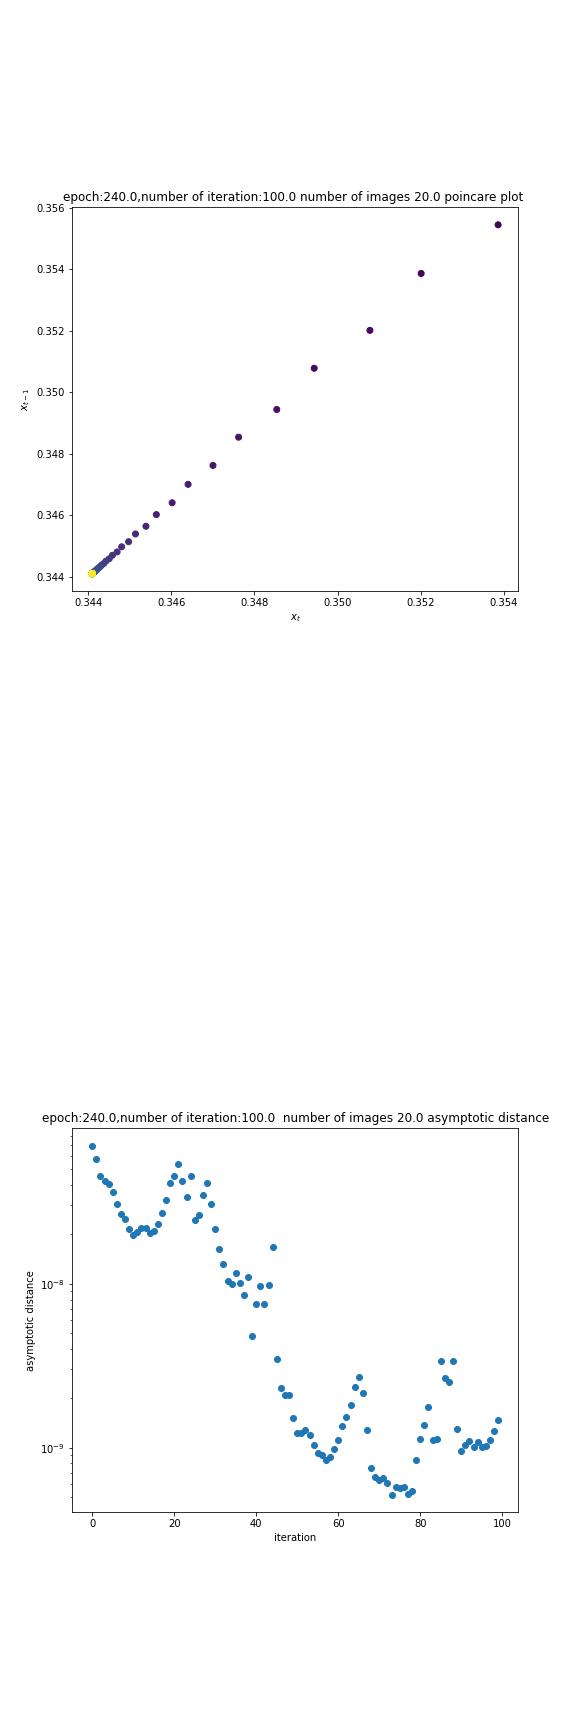 epoch:240.0,number of iteration:100.0 number of images 20.0 poincare plot
0.356
0.354
0.352
0.350
0.348
0.346
0.344
x_{t-1}
0.344 0.346 0.348 0.350 0.352 0.354
x_t
epoch:240.0,number of iteration:100.0  number of images 20.0 asymptotic distance
10^{-8}
10^{-9}
asymptotic distance
0 20 40 60 80 100
iteration